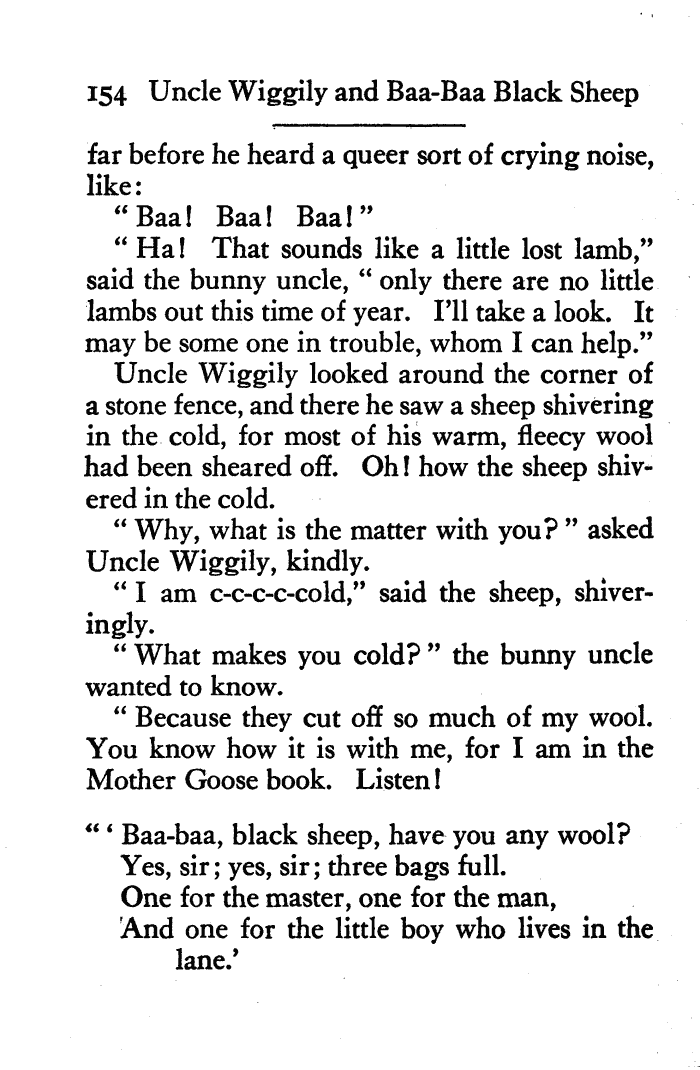 154 Uncle Wiggily and Baa-Baa Black Sheep
far before he heard a queer sort of crying noise,
like:
“ Baa! Baa! Baa! ”
“ Ha! That sounds like a little lost lamb,”
said the bunny uncle, “ only there are no little
lambs out this time of year. I’ll take a look. It
may be some one in trouble, whom I can help.”
Uncle Wiggily looked around the corner of
a stone fence, and there he saw a sheep shivering
in the cold, for most of his warm, fleecy wool
had been sheared off. Oh! how the sheep shiv-
ered in the cold.
“ Why, what is the matter with you? ” asked
Uncle Wiggily, kindly.
“ I am c-c-c-c-cold,” said the sheep, shiver-
ingly.
“ What makes you cold? ” the bunny uncle
wanted to know.
“ Because they cut off so much of my wool.
You know how it is with me, for I am in the
Mother Goose book. Listen!
“ ‘ Baa-baa, black sheep, have you any wool?
Yes, sir; yes, sir; three bags full.
One for the master, one for the man,
And one for the little boy who lives in the
lane.’